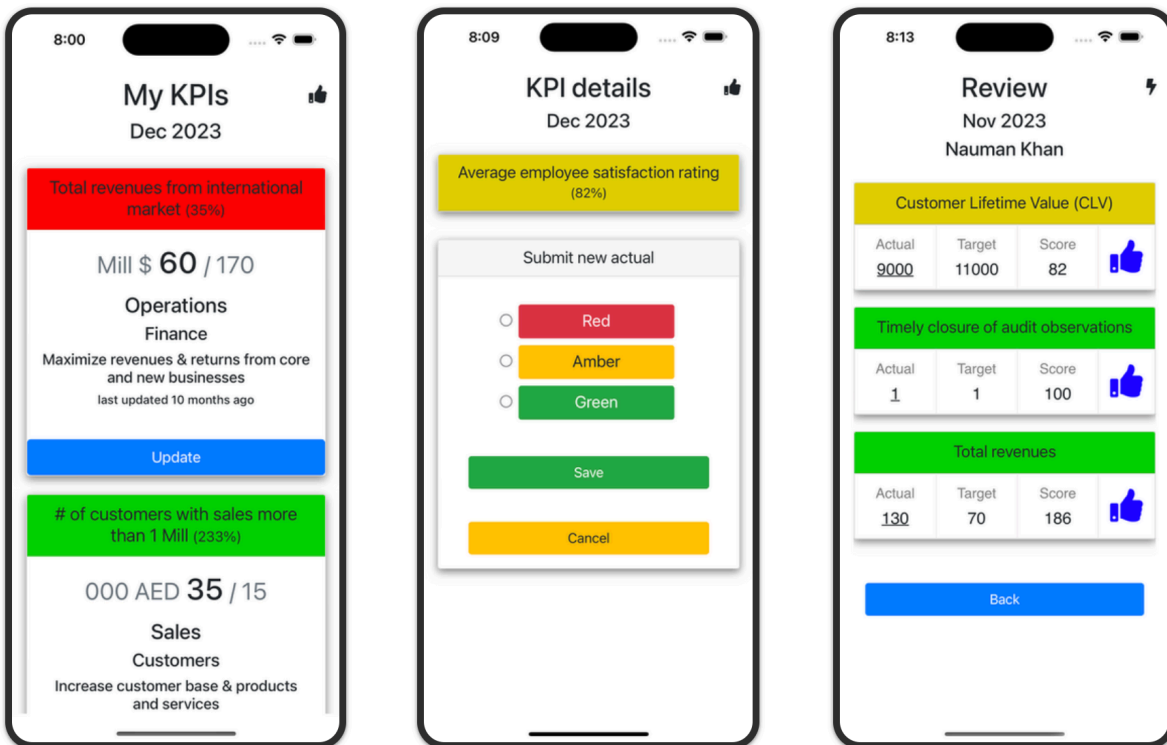 8:00
My KPIs
Dec 2023
Total revenues from international
market (35%)
Mill $ 60 / 170
Operations
Finance
Maximize revenues & returns from core
and new businesses
last updated 10 months ago
Update
# of customers with sales more
than 1 Mill (233%)
000 AED 35 / 15
Sales
Customers
Increase customer base & products
and services
8:09
KPI details
Dec 2023
Average employee satisfaction rating
(82%)
Submit new actual
Red
Amber
Green
Save
Cancel
8:13
Review
Nov 2023
Nauman Khan
Customer Lifetime Value (CLV)
Actual Target Score
9000 11000 82
Timely closure of audit observations
Actual Target Score
1 1 100
Total revenues
Actual Target Score
130 70 186
Back